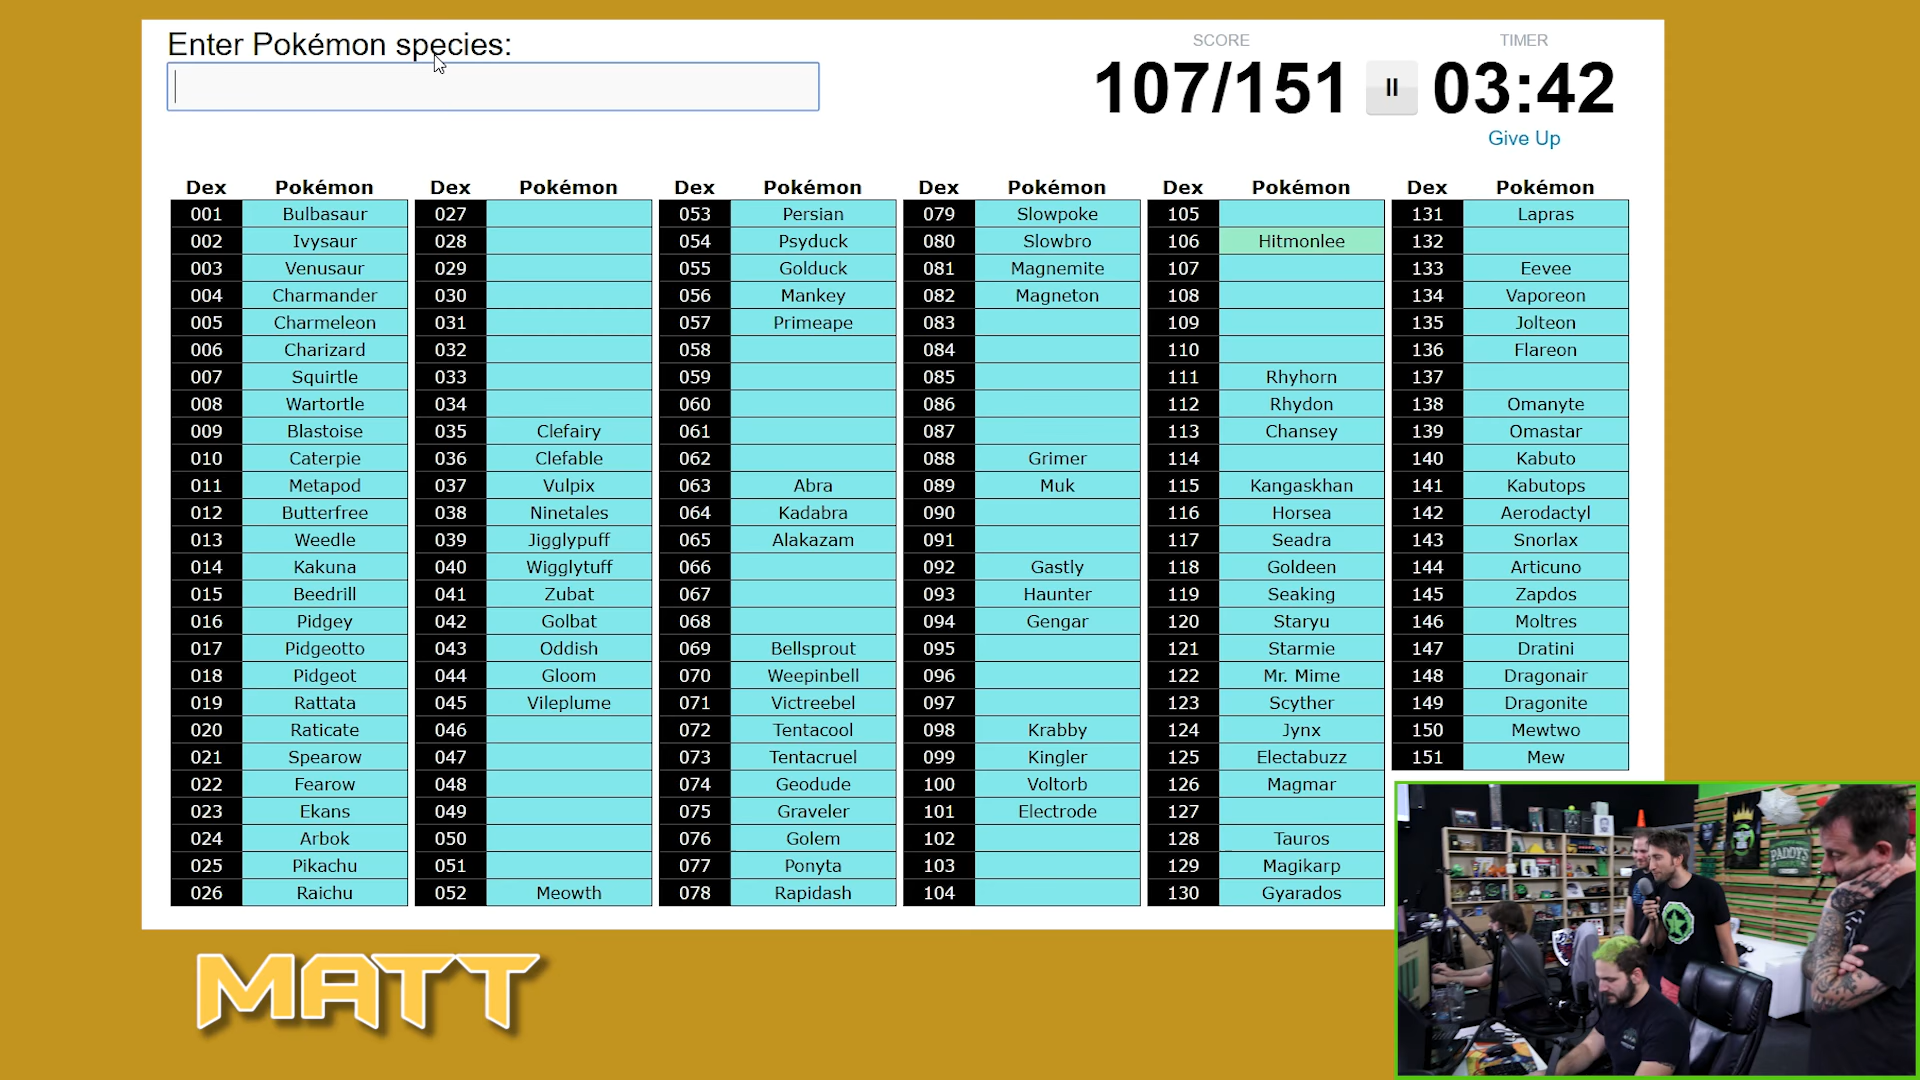 Enter Pokémon species:
SCORE
TIMER
107/151
03:42
Give Up
Dex Pokémon Dex Pokémon Dex Pokémon Dex Pokémon Dex Pokémon Dex Pokémon
001 Bulbasaur 027 053 Persian 079 Slowpoke 105 131 Lapras
002 Ivysaur 028 054 Psyduck 080 Slowbro 106 Hitmonlee 132
003 Venusaur 029 055 Golduck 081 Magnemite 107 133 Eevee
004 Charmander 030 056 Mankey 082 Magneton 108 134 Vaporeon
005 Charmeleon 031 057 Primeape 083 109 135 Jolteon
006 Charizard 032 058 084 110 136 Flareon
007 Squirtle 033 059 085 111 Rhyhorn 137
008 Wartortle 034 060 086 112 Rhydon 138 Omanyte
009 Blastoise 035 Clefairy 061 087 113 Chansey 139 Omastar
010 Caterpie 036 Clefable 062 088 Grimer 114 140 Kabuto
011 Metapod 037 Vulpix 063 Abra 089 Muk 115 Kangaskhan 141 Kabutops
012 Butterfree 038 Ninetales 064 Kadabra 090 116 Horsea 142 Aerodactyl
013 Weedle 039 Jigglypuff 065 Alakazam 091 117 Seadra 143 Snorlax
014 Kakuna 040 Wigglytuff 066 092 Gastly 118 Goldeen 144 Articuno
015 Beedrill 041 Zubat 067 093 Haunter 119 Seaking 145 Zapdos
016 Pidgey 042 Golbat 068 094 Gengar 120 Staryu 146 Moltres
017 Pidgeotto 043 Oddish 069 Bellsprout 095 121 Starmie 147 Dratini
018 Pidgeot 044 Gloom 070 Weepinbell 096 122 Mr. Mime 148 Dragonair
019 Rattata 045 Vileplume 071 Victreebel 097 123 Scyther 149 Dragonite
020 Raticate 046 072 Tentacool 098 Krabby 124 Jynx 150 Mewtwo
021 Spearow 047 073 Tentacruel 099 Kingler 125 Electabuzz 151 Mew
022 Fearow 048 074 Geodude 100 Voltorb 126 Magmar
023 Ekans 049 075 Graveler 101 Electrode 127
024 Arbok 050 076 Golem 102 128 Tauros
025 Pikachu 051 077 Ponyta 103 129 Magikarp
026 Raichu 052 Meowth 078 Rapidash 104 130 Gyarados
PADDY'S
MATT